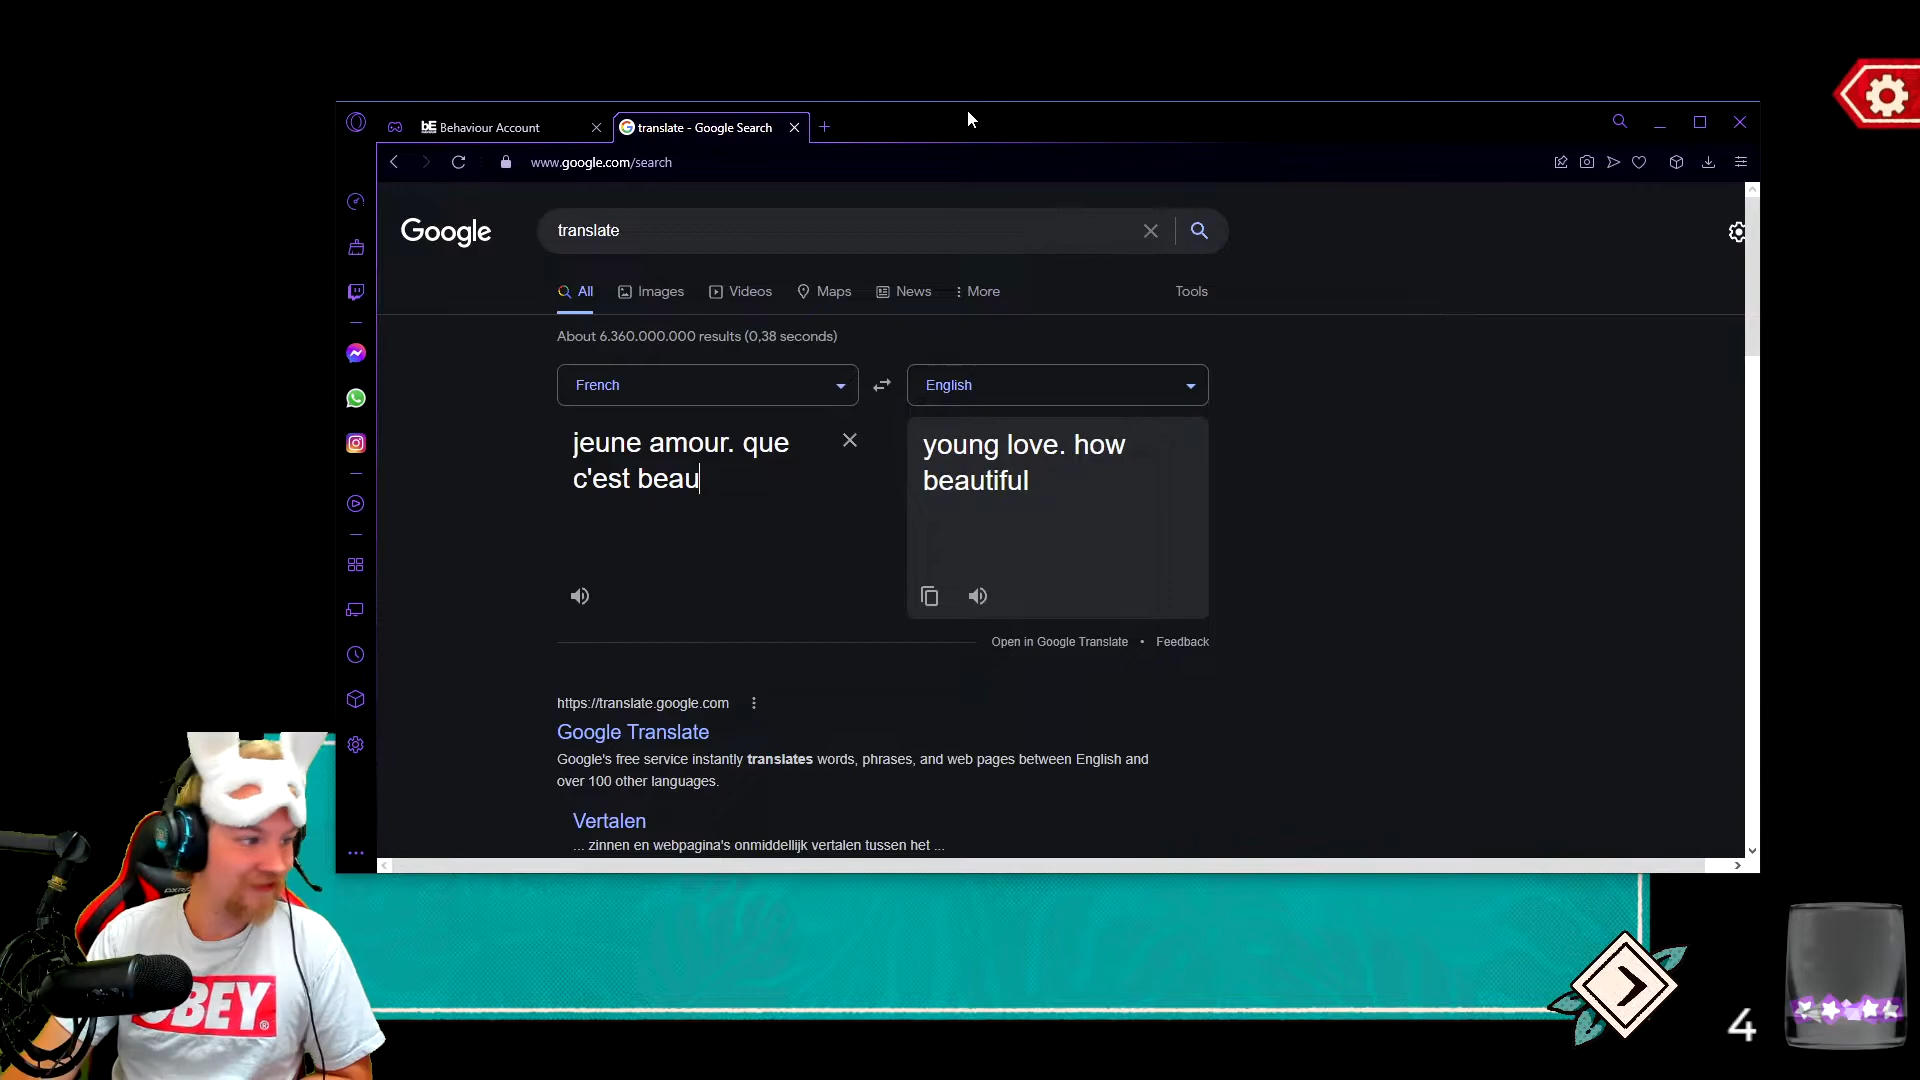 bE Behaviour Account
translate - Google Search
www.google.com/search
Google
translate
All
Images
Videos
Maps
News
More
Tools
About 6.360.000.000 results (0,38 seconds)
French
English
jeune amour. que
c'est beau
young love. how
beautiful
Open in Google Translate • Feedback
https://translate.google.com
Google Translate
Google's free service instantly translates words, phrases, and web pages between English and
over 100 other languages.
Vertalen
... zinnen en webpagina's onmiddellijk vertalen tussen het ...
OBEY
4